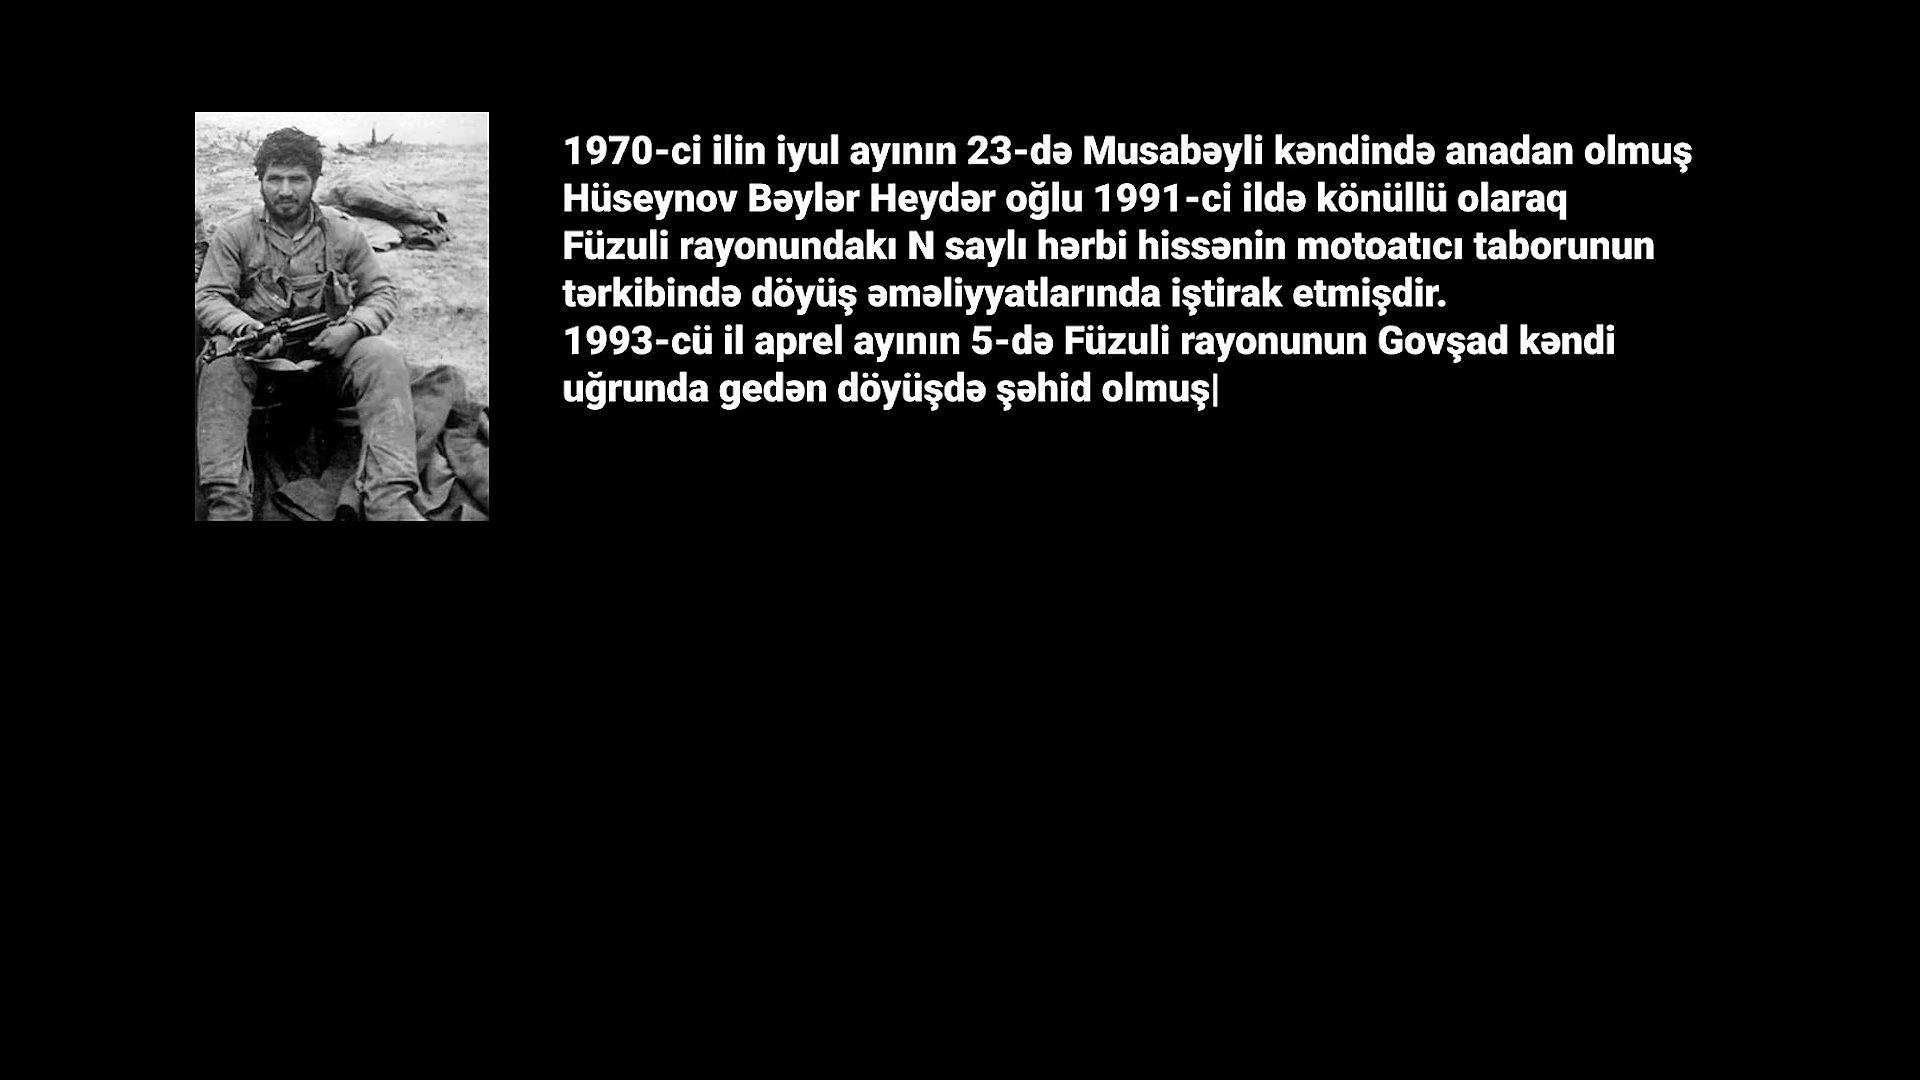 1970-ci ilin iyul ayının 23-də Musabəyli kəndində anadan olmuş
Hüseynov Bəylər Heydər oğlu 1991-ci ildə könüllü olaraq
Füzuli rayonundakı N saylı hərbi hissənin motoatıcı taborunun
tərkibində döyüş əməliyyatlarında iştirak etmişdir.
1993-cü il aprel ayının 5-də Füzuli rayonunun Govşad kəndi
uğrunda gedən döyüşdə şəhid olmuş|